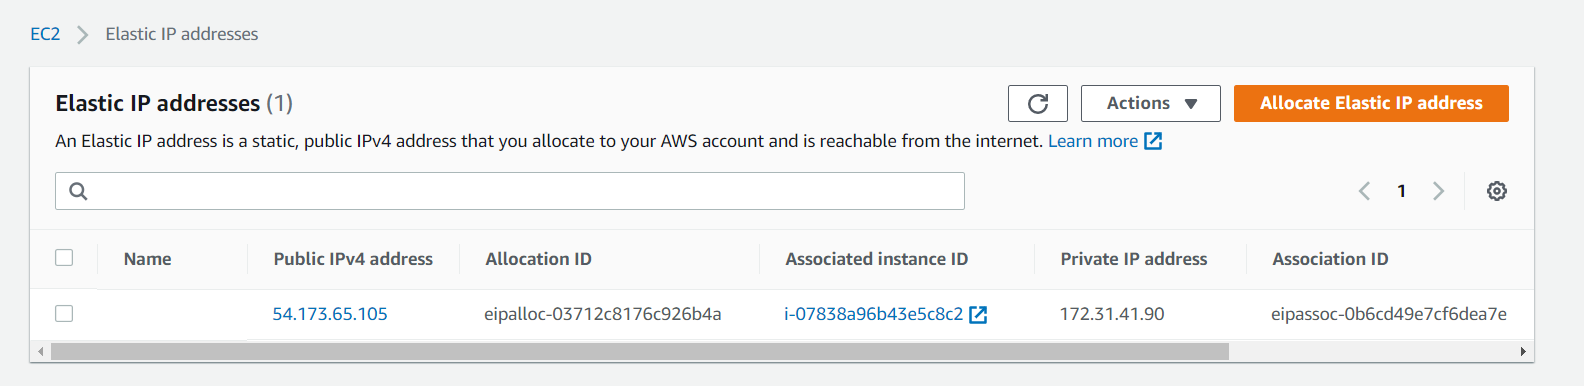 EC2 > Elastic IP addresses
Elastic IP addresses (1)
Actions
Allocate Elastic IP address
An Elastic IP address is a static, public IPv4 address that you allocate to your AWS account and is reachable from the internet. Learn more
1
Name Public IPv4 address Allocation ID Associated instance ID Private IP address Association ID
54.173.65.105 eipalloc-03712c8176c926b4a i-07838a96b43e5c8c2 172.31.41.90 eipassoc-0b6cd49e7cf6dea7e